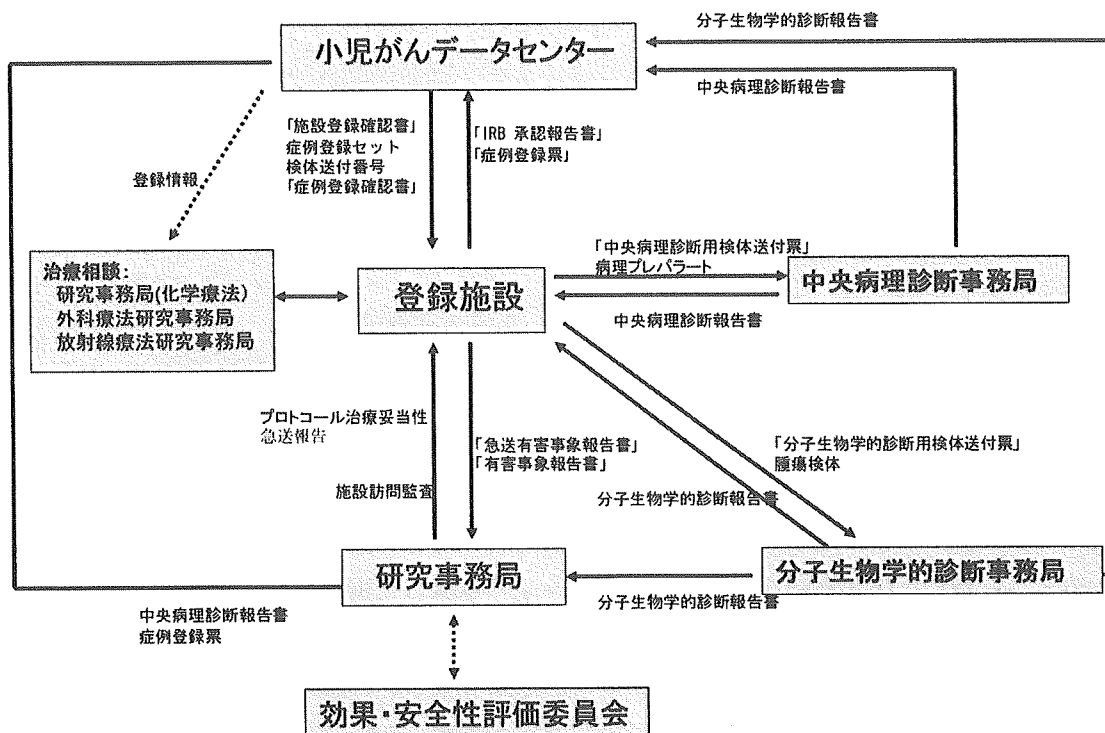 分子生物学的診断報告書
小児がんデータセンター
中央病理診断報告書
「施設登録確認書」
症例登録セット
検体送付番号
「症例登録確認書」
「IRB 承認報告書」
「症例登録票」
登録情報
治療相談:
研究事務局(化学療法)
外科療法研究事務局
放射線療法研究事務局
登録施設
「中央病理診断用検体送付票」
病理プレパラート
中央病理診断事務局
中央病理診断報告書
プロトコール治療妥当性
急送報告
「急送有害事象報告書」
「有害事象報告書」
施設訪問監査
「分子生物学的診断用検体送付票」
腫瘍検体
分子生物学的診断報告書
研究事務局
分子生物学的診断事務局
分子生物学的診断報告書
中央病理診断報告書
症例登録票
効果・安全性評価委員会